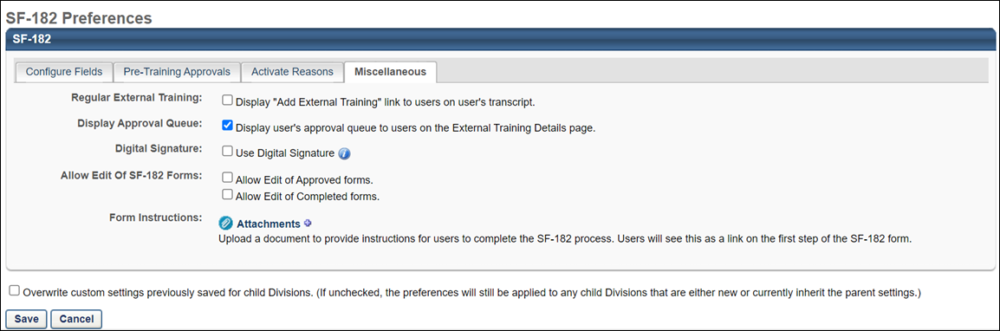 SF-182 Preferences
SF-182
Configure Fields Pre-Training Approvals Activate Reasons Miscellaneous
Regular External Training: Display "Add External Training" link to users on user's transcript.
Display Approval Queue: Display user's approval queue to users on the External Training Details page.
Digital Signature: Use Digital Signature i
Allow Edit Of SF-182 Forms: Allow Edit of Approved forms.
Allow Edit of Completed forms.
Form Instructions: Attachments
Upload a document to provide instructions for users to complete the SF-182 process. Users will see this as a link on the first step of the SF-182 form.
Overwrite custom settings previously saved for child Divisions. (If unchecked, the preferences will still be applied to any child Divisions that are either new or currently inherit the parent settings.)
Save Cancel